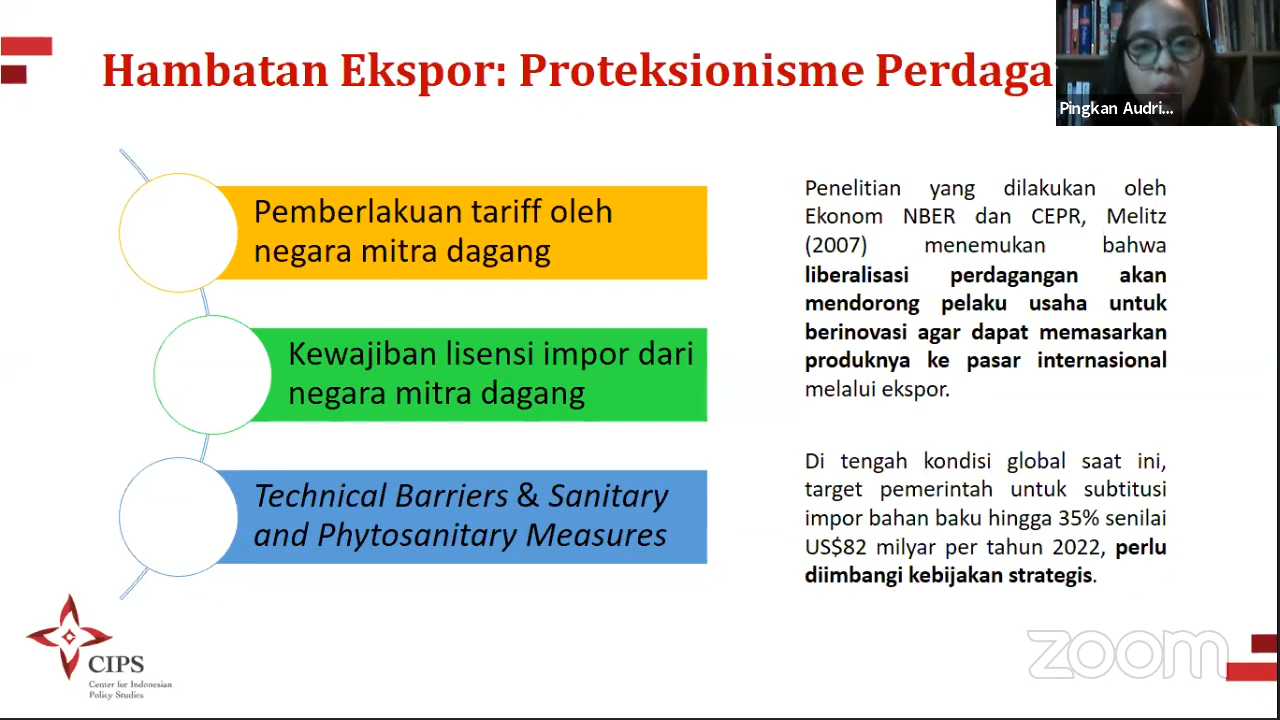 Hambatan Ekspor: Proteksionisme Perdaga
Pingkan Audri...
Pemberlakuan tariff oleh
negara mitra dagang
Kewajiban lisensi impor dari
negara mitra dagang
Technical Barriers & Sanitary
and Phytosanitary Measures
Penelitian yang dilakukan oleh
Ekonom NBER dan CEPR, Melitz
(2007) menemukan bahwa
liberalisasi perdagangan akan
mendorong pelaku usaha untuk
berinovasi agar dapat memasarkan
produknya ke pasar internasional
melalui ekspor.
Di tengah kondisi global saat ini,
target pemerintah untuk subtitusi
impor bahan baku hingga 35% senilai
US$82 milyar per tahun 2022, perlu
diimbangi kebijakan strategis.
CIPS
Center for Indonesian
Policy Studies
zoom